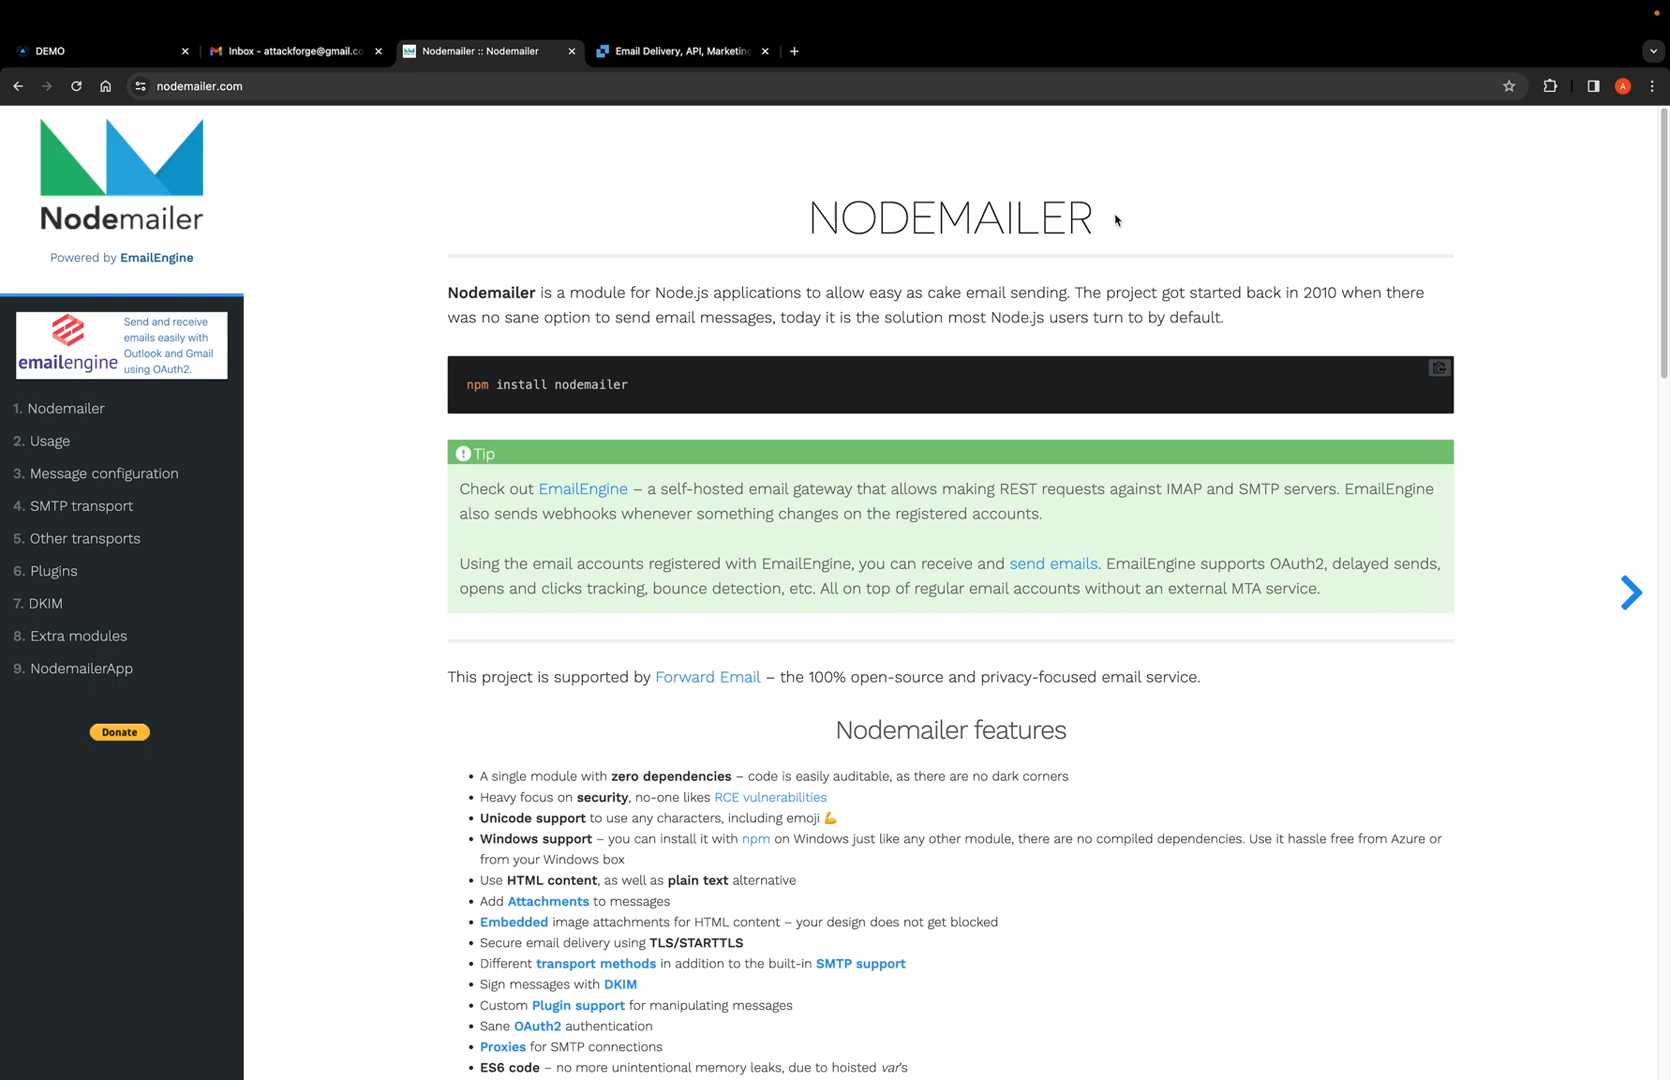 DEMO
Inbox - attackforge@gmail.co
Nodemailer :: Nodemailer
Email Delivery, API, Marketing
nodemailer.com
A
Nodemailer
Powered by EmailEngine
emailengine
Send and receive
emails easily with
Outlook and Gmail
using OAuth2.
1. Nodemailer
2. Usage
3. Message configuration
4. SMTP transport
5. Other transports
6. Plugins
7. DKIM
8. Extra modules
9. NodemailerApp
Donate
NODEMAILER
Nodemailer is a module for Node.js applications to allow easy as cake email sending. The project got started back in 2010 when there
was no sane option to send email messages, today it is the solution most Node.js users turn to by default.
npm install nodemailer
Tip
Check out EmailEngine – a self-hosted email gateway that allows making REST requests against IMAP and SMTP servers. EmailEngine
also sends webhooks whenever something changes on the registered accounts.
Using the email accounts registered with EmailEngine, you can receive and send emails. EmailEngine supports OAuth2, delayed sends,
opens and clicks tracking, bounce detection, etc. All on top of regular email accounts without an external MTA service.
This project is supported by Forward Email – the 100% open-source and privacy-focused email service.
Nodemailer features
• A single module with zero dependencies – code is easily auditable, as there are no dark corners
• Heavy focus on security, no-one likes RCE vulnerabilities
• Unicode support to use any characters, including emoji 💪
• Windows support – you can install it with npm on Windows just like any other module, there are no compiled dependencies. Use it hassle free from Azure or
from your Windows box
• Use HTML content, as well as plain text alternative
• Add Attachments to messages
• Embedded image attachments for HTML content – your design does not get blocked
• Secure email delivery using TLS/STARTTLS
• Different transport methods in addition to the built-in SMTP support
• Sign messages with DKIM
• Custom Plugin support for manipulating messages
• Sane OAuth2 authentication
• Proxies for SMTP connections
• ES6 code – no more unintentional memory leaks, due to hoisted var's